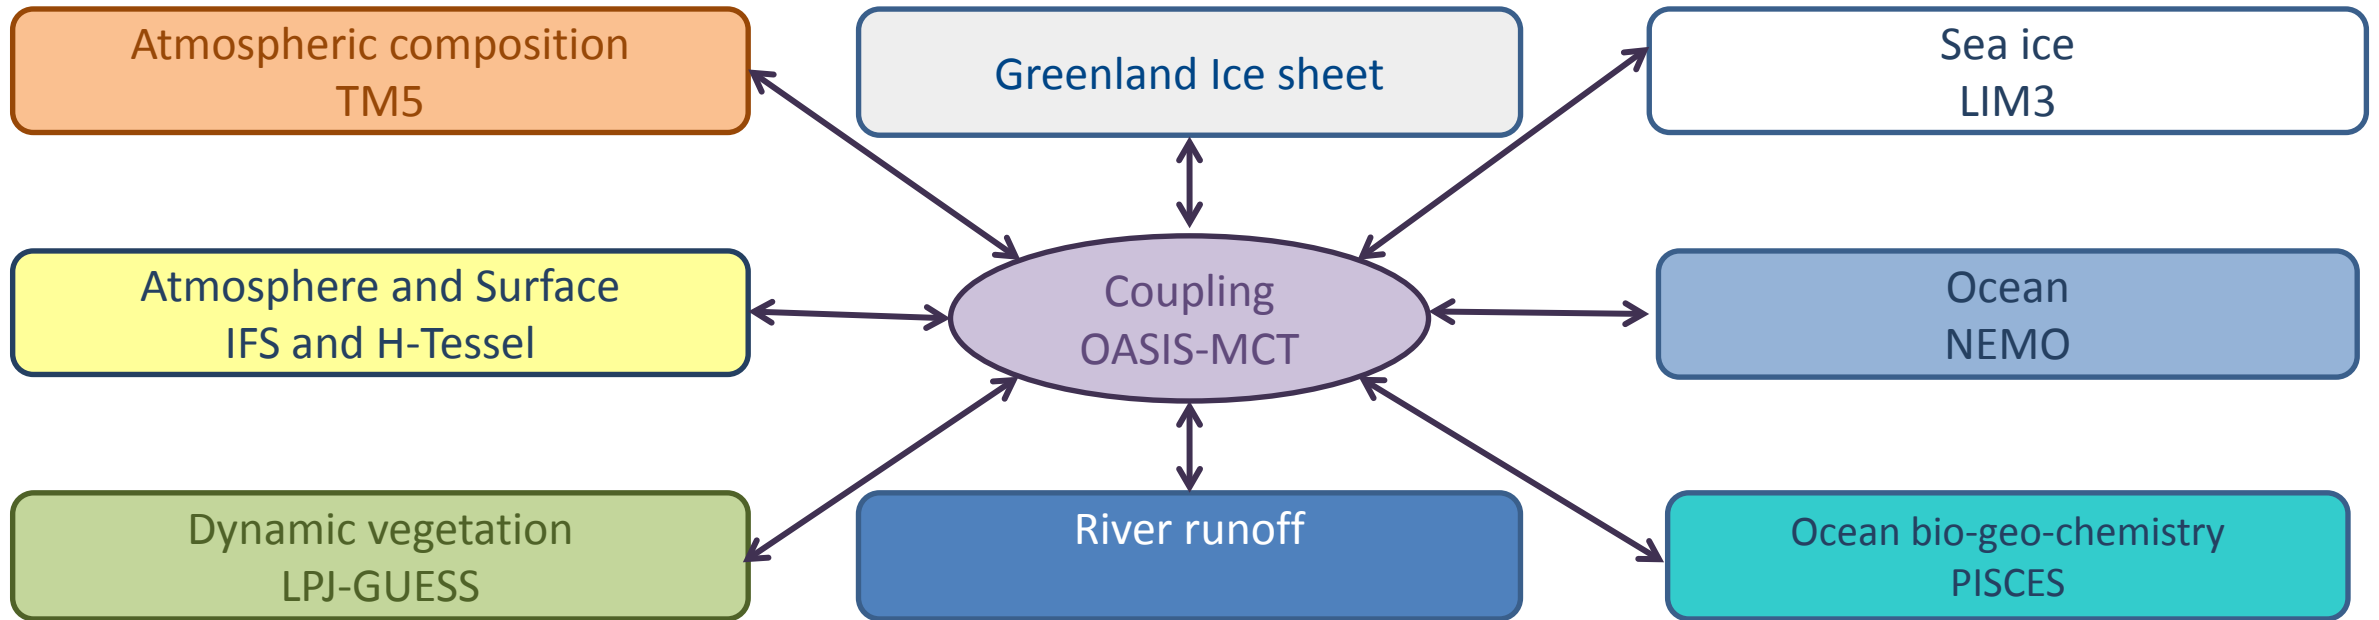 Atmospheric composition
TM5
Greenland Ice sheet
Sea ice
LIM3
Atmosphere and Surface
IFS and H-Tessel
Coupling
OASIS-MCT
Ocean
NEMO
Dynamic vegetation
LPJ-GUESS
River runoff
Ocean bio-geo-chemistry
PISCES